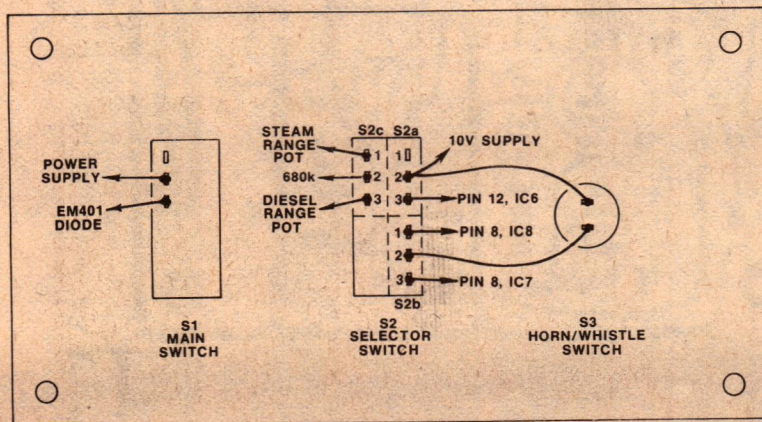 S2c S2a
STEAM
RANGE
POT
1 1
10V SUPPLY
POWER
SUPPLY
680k
2 2
EM401
DIODE
DIESEL
RANGE
POT
3 3
PIN 12, IC6
1
PIN 8, IC8
2
3
PIN 8, IC7
S2b
S1
MAIN
SWITCH
S2
SELECTOR
SWITCH
S3
HORN/WHISTLE
SWITCH